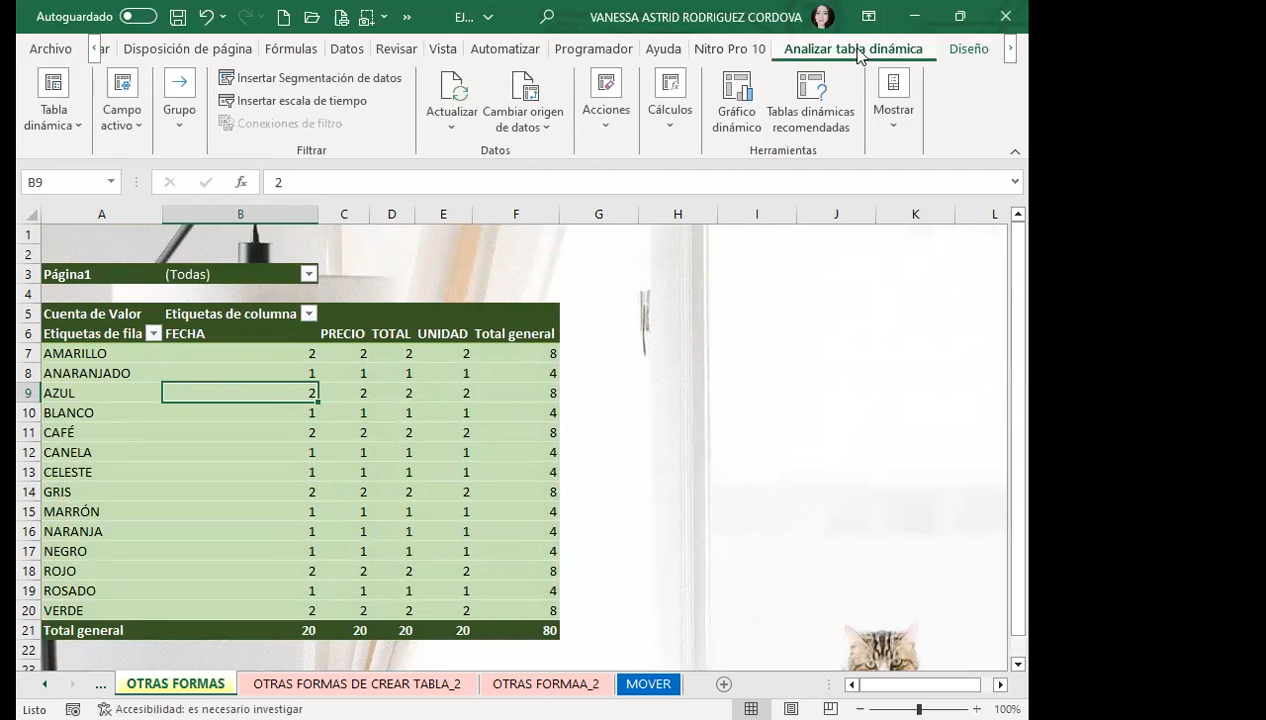 Autoguardado
EJ...
VANESSA ASTRID RODRIGUEZ CORDOVA
Archivo
ar
Disposición de página
Fórmulas
Datos
Revisar
Vista
Automatizar
Programador
Ayuda
Nitro Pro 10
Analizar tabla dinámica
Diseño
Tabla dinámica
Campo activo
Grupo
Insertar Segmentación de datos
Insertar escala de tiempo
Conexiones de filtro
Filtrar
Actualizar
Cambiar origen de datos
Datos
Acciones
Cálculos
Gráfico dinámico
Tablas dinámicas recomendadas
Herramientas
Mostrar
B9
fx
2
A B C D E F G H I J K L
1
2
3 Página1 (Todas)
4
5 Cuenta de Valor Etiquetas de columna
6 Etiquetas de fila FECHA PRECIO TOTAL UNIDAD Total general
7 AMARILLO 2 2 2 2 8
8 ANARANJADO 1 1 1 1 4
9 AZUL 2 2 2 2 8
10 BLANCO 1 1 1 1 4
11 CAFÉ 2 2 2 2 8
12 CANELA 1 1 1 1 4
13 CELESTE 1 1 1 1 4
14 GRIS 2 2 2 2 8
15 MARRÓN 1 1 1 1 4
16 NARANJA 1 1 1 1 4
17 NEGRO 1 1 1 1 4
18 ROJO 2 2 2 2 8
19 ROSADO 1 1 1 1 4
20 VERDE 2 2 2 2 8
21 Total general 20 20 20 20 80
22
23
...
OTRAS FORMAS
OTRAS FORMAS DE CREAR TABLA_2
OTRAS FORMAA_2
MOVER
Listo
Accesibilidad: es necesario investigar
100%